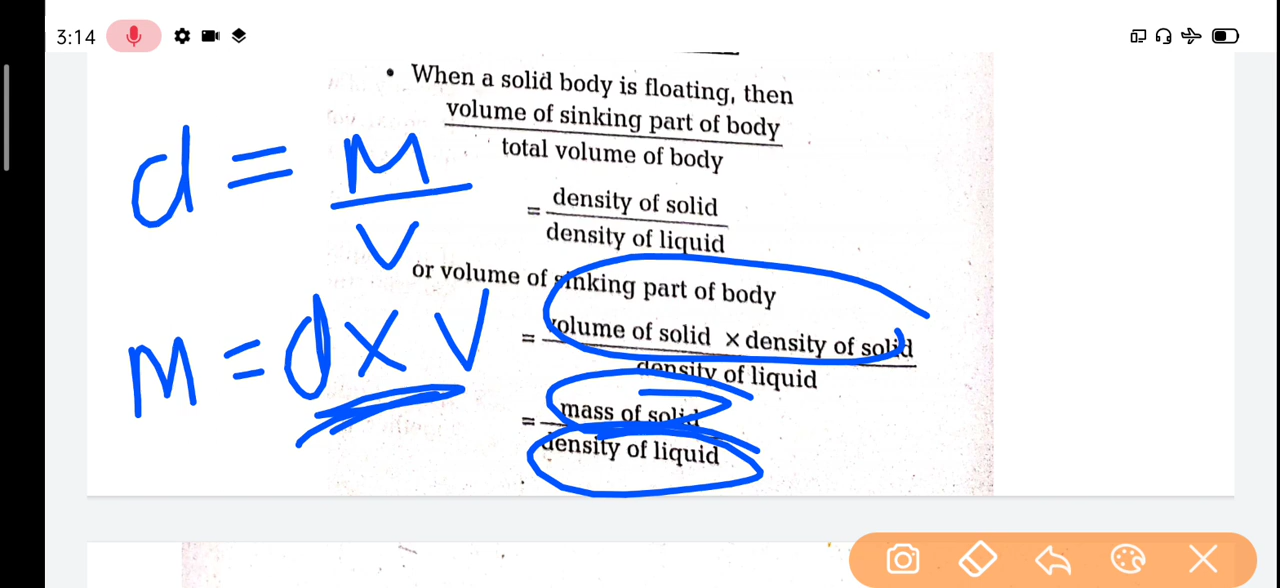 3:14
• When a solid body is floating, then
volume of sinking part of body
total volume of body
= density of solid
density of liquid
or volume of sinking part of body
= volume of solid × density of solid
density of liquid
= mass of solid
density of liquid
d = M
V
M = d × V